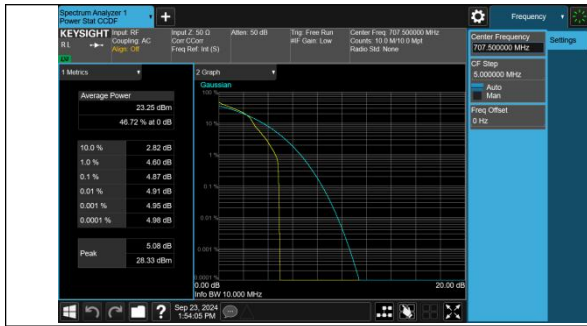 Spectrum Analyzer 1
Power Stat CCDF
+
Frequency
KEYSIGHT
Input: RF
Input Z: 50 Ω
Atten: 50 dB
Trig: Free Run
Center Freq: 707.500000 MHz
R L
Coupling: AC
Corr CCorr
#IF Gain: Low
Counts: 10.0 M/10.0 Mpt
Align: Off
Freq Ref: Int (S)
Radio Std: None
Center Frequency
707.500000 MHz
Settings
CF Step
5.000000 MHz
Auto
Man
Freq Offset
0 Hz
1 Metrics
2 Graph
Gaussian
Average Power
23.25 dBm
46.72 % at 0 dB
10.0 % 2.82 dB
1.0 % 4.60 dB
0.1 % 4.87 dB
0.01 % 4.91 dB
0.001 % 4.95 dB
0.0001 % 4.98 dB
Peak
5.08 dB
28.33 dBm
100 %
10 %
1 %
0.1 %
0.01 %
0.001 %
0.0001 %
0.00 dB
20.00 dB
Info BW 10.000 MHz
?
Sep 23, 2024
1:54:05 PM